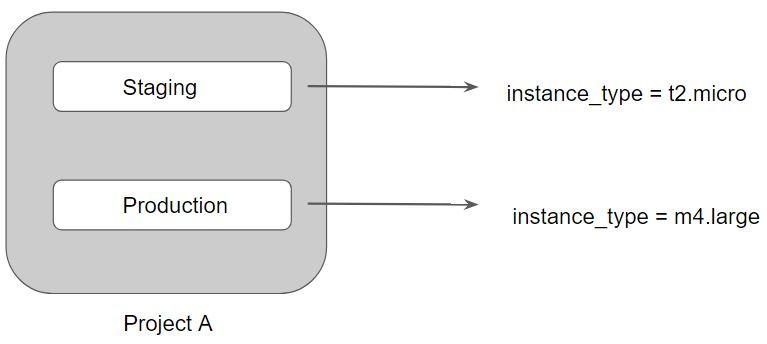 Staging
instance_type = t2.micro
Production
instance_type = m4.large
Project A